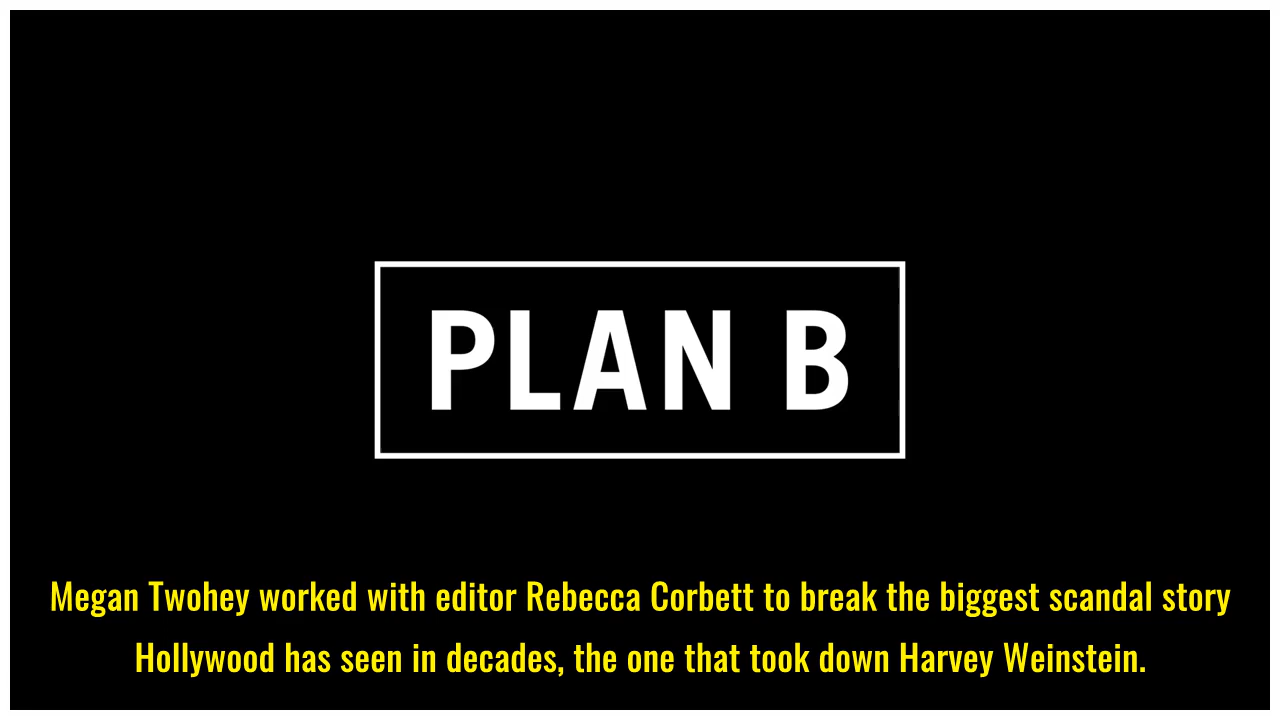 PLAN B
Megan Twohey worked with editor Rebecca Corbett to break the biggest scandal story
Hollywood has seen in decades, the one that took down Harvey Weinstein.